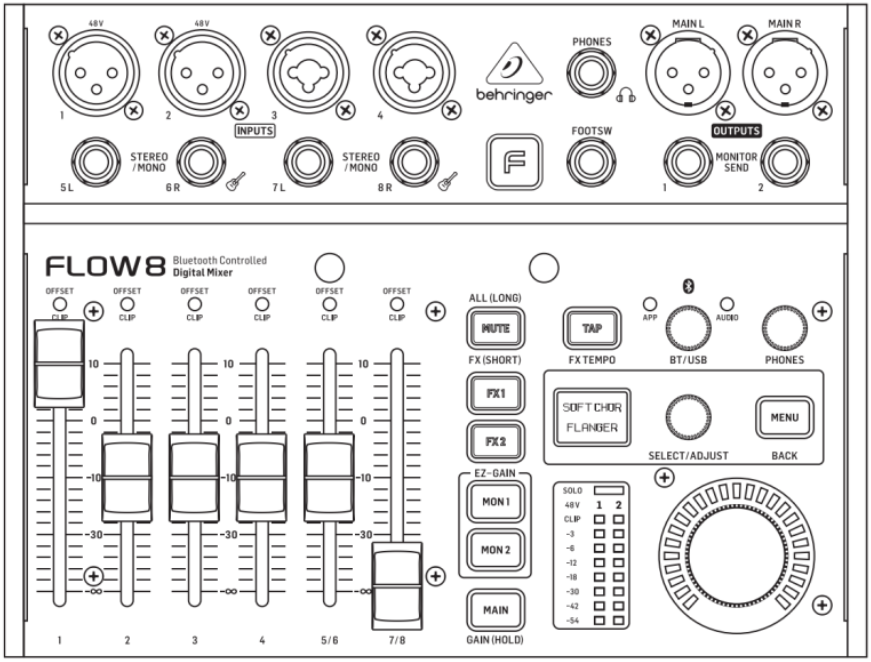 48V
48V
PHONES
MAIN L
MAIN R
behringer
1
2
3
4
INPUTS
OUTPUTS
STEREO
/MONO
STEREO
/MONO
F
FOOTSW
MONITOR
SEND
5 L
6 R
7 L
8 R
1
2
FLOW 8
Bluetooth Controlled
Digital Mixer
OFFSET
OFFSET
OFFSET
OFFSET
OFFSET
OFFSET
CLIP
CLIP
CLIP
CLIP
CLIP
CLIP
ALL (LONG)
MUTE
FX (SHORT)
TAP
FX TEMPO
APP
AUDIO
BT/USB
PHONES
10
10
10
0
0
0
-10
-10
-10
-30
-30
-30
-∞
-∞
-∞
FX 1
FX 2
SOFTCHOR
FLANGER
SELECT/ADJUST
MENU
BACK
EZ-GAIN
MON 1
MON 2
MAIN
GAIN (HOLD)
SOLO
48V 1 2
CLIP
-3
-6
-12
-18
-30
-42
-54
1
2
3
4
5/6
7/8